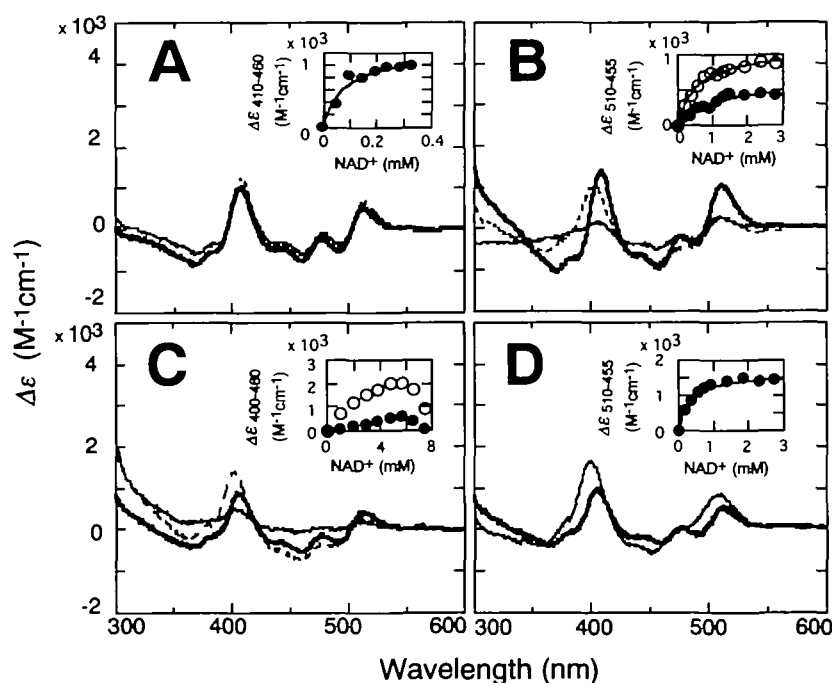 × 10³
4
2
0
-2
A
× 10³
1
0
Δε 410-460
(M⁻¹cm⁻¹)
0 0.2 0.4
NAD⁺ (mM)
B
× 10³
1
0
Δε 510-455
(M⁻¹cm⁻¹)
0 1 2 3
NAD⁺ (mM)
× 10³
4
2
0
-2
C
× 10³
3
2
1
0
Δε 400-460
(M⁻¹cm⁻¹)
0 4 8
NAD⁺ (mM)
D
× 10³
2
1
0
Δε 510-455
(M⁻¹cm⁻¹)
0 1 2 3
NAD⁺ (mM)
Δε (M⁻¹cm⁻¹)
300 400 500 300 400 500 600
Wavelength (nm)